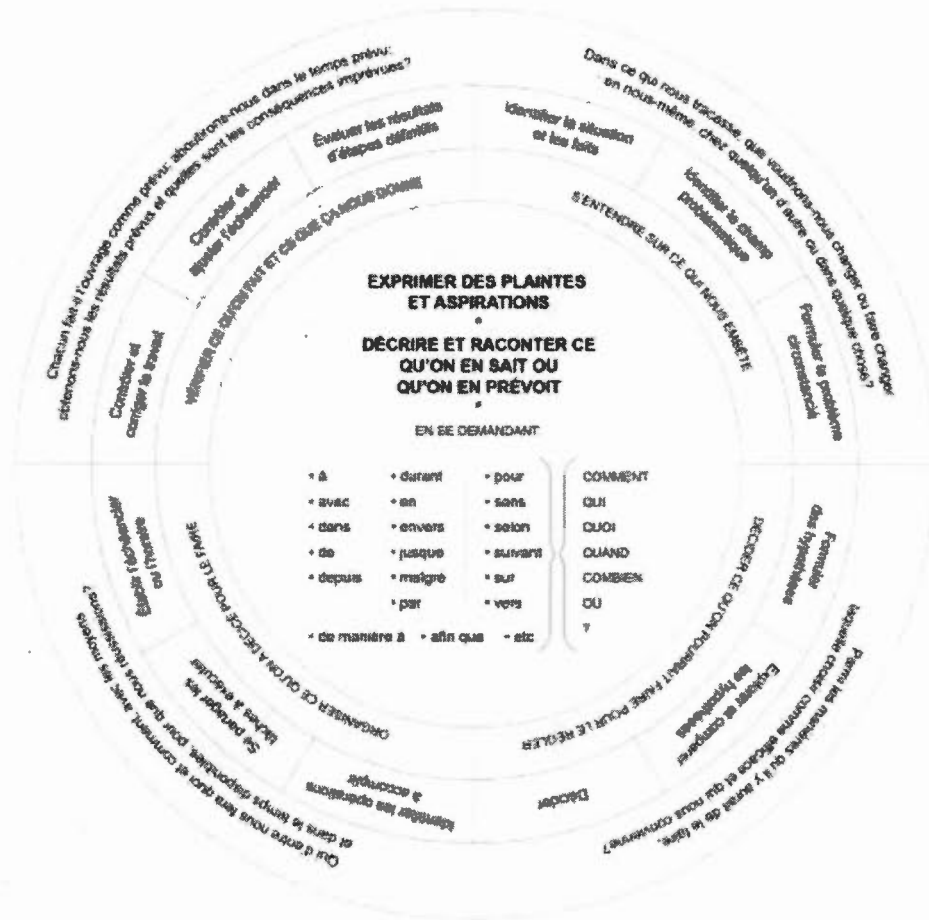 Dans ce qui nous tracasse, que voudrions-nous changer ou faire changer
en nous-même, chez quelqu'un d'autre ou dans quelque chose?
Identifier la situation
et les faits
Identifier le champ
problématique
Formuler le problème
circonstancié
S'ENTENDRE SUR CE QUI NOUS EMBÊTE
Parmi les manières qu'il y aurait de le faire,
laquelle choisir comme efficace et qui nous convienne?
Formuler
des hypothèses
Explorer et comparer
les hypothèses
Décider
DÉCIDER CE QU'ON POURRAIT FAIRE POUR LE RÉGLER
Qui d'entre nous fera quoi et comment, avec les moyens
et dans le temps disponibles, pour que nous réussissions?
Identifier les opérations
à accomplir
Se partager les
tâches à exécuter
Établir l'échéancier
ou l'horaire
ORGANISER CE QU'ON A DÉCIDÉ POUR LE FAIRE
Chacun fait-il l'ouvrage comme prévu; aboutirons-nous dans le temps prévu;
obtenons-nous les résultats prévus et quelles sont les conséquences imprévues?
Contrôler et
corriger le travail
Contrôler et
ajuster l'échéancier
Évaluer les résultats
d'étapes définitifs
CE QU'ON FAIT ET CE QUE ÇA NOUS DONNE
EXPRIMER DES PLAINTES
ET ASPIRATIONS
•
DÉCRIRE ET RACONTER CE
QU'ON EN SAIT OU
QU'ON EN PRÉVOIT
•
EN SE DEMANDANT
• à • durant • pour COMMENT
• avec • en • sans QUI
• dans • envers • selon QUOI
• de • jusque • suivant QUAND
• depuis • malgré • sur COMBIEN
• par • vers OÙ
• de manière à • afin que • etc ?